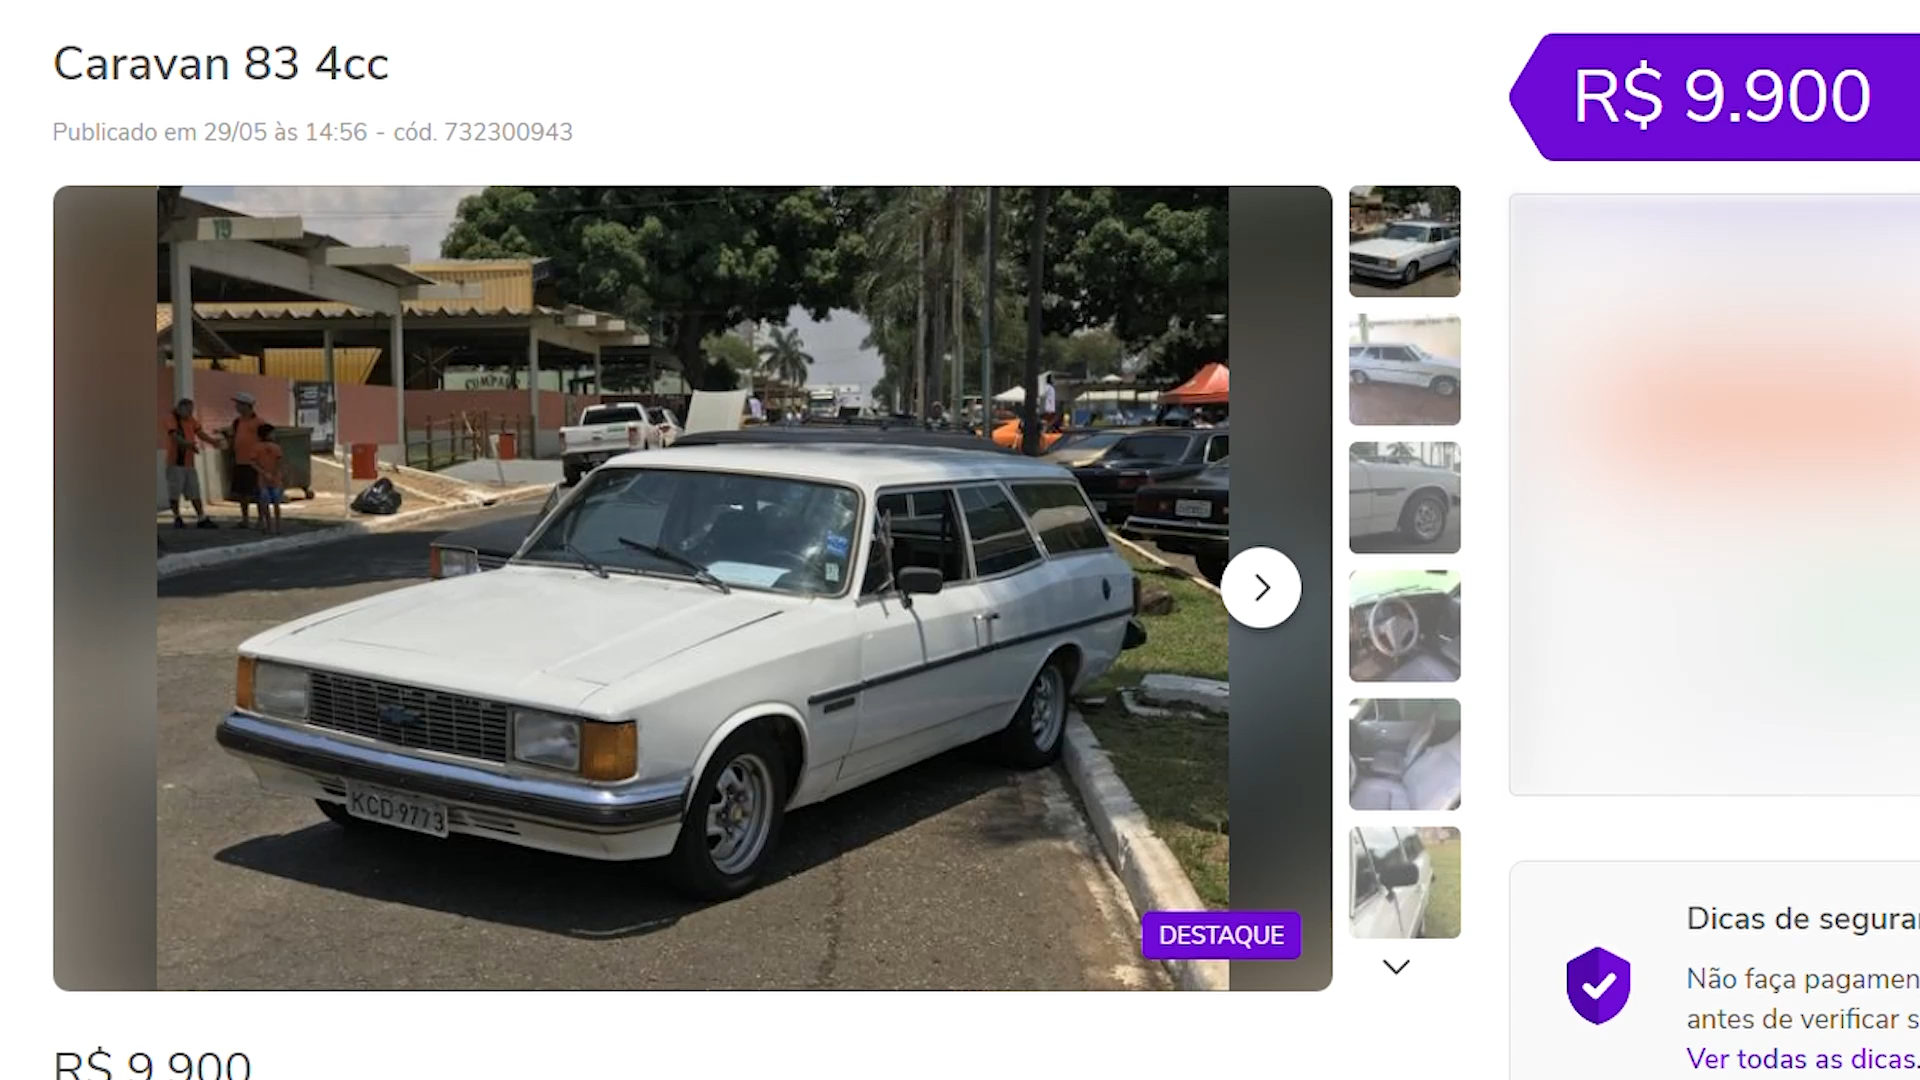 Caravan 83 4cc
R$ 9.900
Publicado em 29/05 às 14:56 - cód. 732300943
19
KCD-9773
DESTAQUE
R$ 9.900
Dicas de segura
Não faça pagamen
antes de verificar s
Ver todas as dicas.